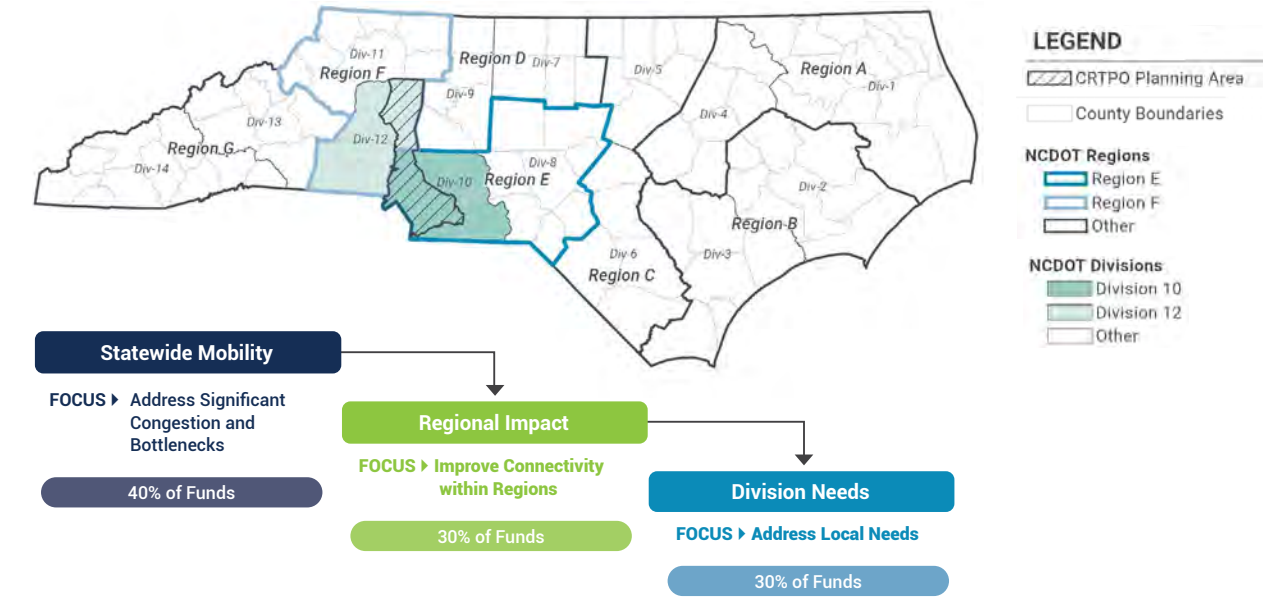 Div-11
Region F
Region D
Div-7
Div-9
Div-5
Region A
Div-1
Div-4
Div-13
Region G
Div-14
Div-12
Div-10
Div-8
Region E
Div-2
Region-B
Div-3
Div-6
Region C
LEGEND
CRTPO Planning Area
County Boundaries
NCDOT Regions
Region E
Region F
Other
NCDOT Divisions
Division 10
Division 12
Other
Statewide Mobility
FOCUS Address Significant
Congestion and
Bottlenecks
40% of Funds
Regional Impact
FOCUS Improve Connectivity
within Regions
30% of Funds
Division Needs
FOCUS Address Local Needs
30% of Funds